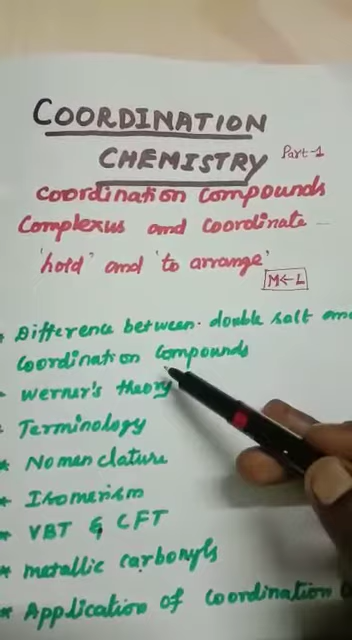 COORDINATION
CHEMISTRY Part-1
Coordination Compounds
Complexus and Coordinate
'hold' and 'to arrange'
M←L
* Difference between double salt and
Coordination Compounds
* Werner's theory
* Terminology
* Nomenclature
* Isomerism
* VBT & CFT
* Metallic carbonyls
* Application of Coordination